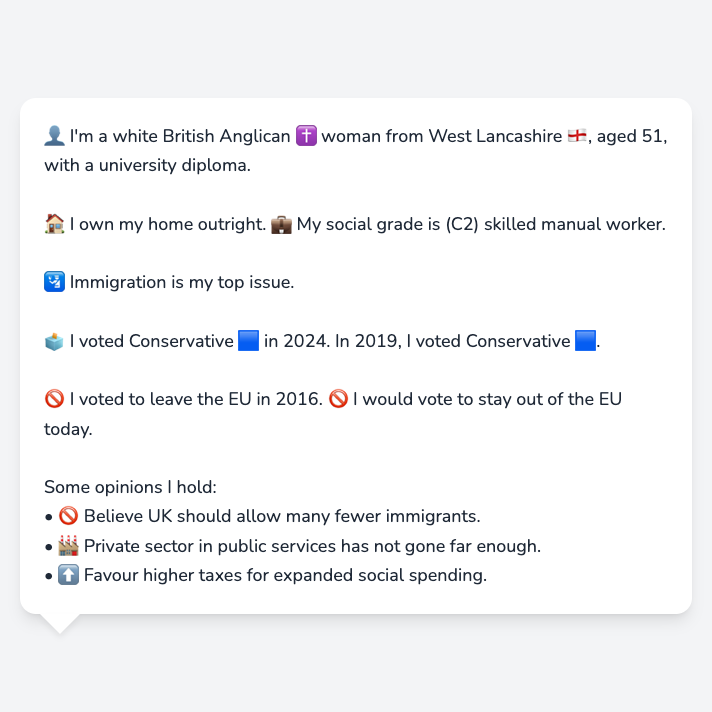 👤 I'm a white British Anglican ✝️ woman from West Lancashire 🏴󠁧󠁢󠁥󠁮󠁧󠁿, aged 51,
with a university diploma.
🏠 I own my home outright. 💼 My social grade is (C2) skilled manual worker.
🛂 Immigration is my top issue.
🗳️ I voted Conservative 🟦 in 2024. In 2019, I voted Conservative 🟦.
🚫 I voted to leave the EU in 2016. 🚫 I would vote to stay out of the EU
today.
Some opinions I hold:
• 🚫 Believe UK should allow many fewer immigrants.
• 🏭 Private sector in public services has not gone far enough.
• ⬆️ Favour higher taxes for expanded social spending.